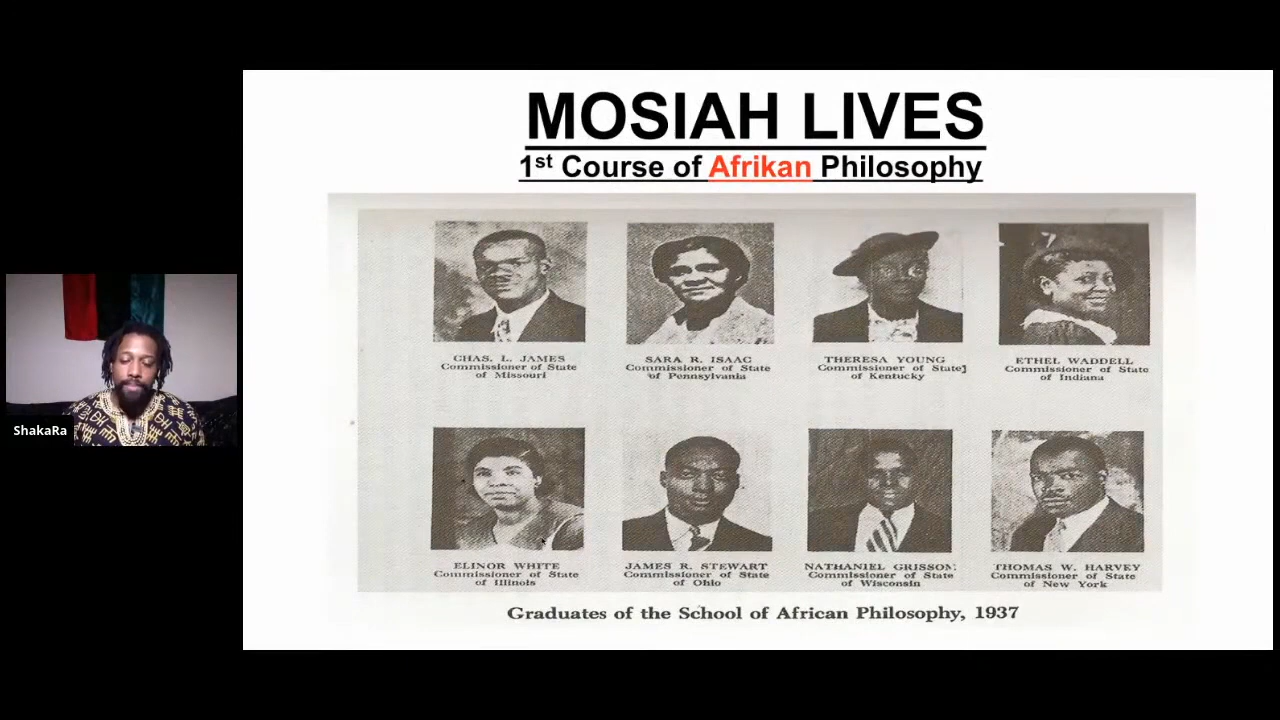 MOSIAH LIVES
1st Course of Afrikan Philosophy
CHAS. L. JAMES
Commissioner of State
of Missouri
SARA R. ISAAC
Commissioner of State
of Pennsylvania
THERESA YOUNG
Commissioner of State]
of Kentucky
ETHEL WADDELL
Commissioner of State
of Indiana
ELINOR WHITE
Commissioner of State
of Illinois
JAMES R. STEWART
Commissioner of State
of Ohio
NATHANIEL GRISSOM
Commissioner of State
of Wisconsin
THOMAS W. HARVEY
Commissioner of State
of New York
Graduates of the School of African Philosophy, 1937
ShakaRa